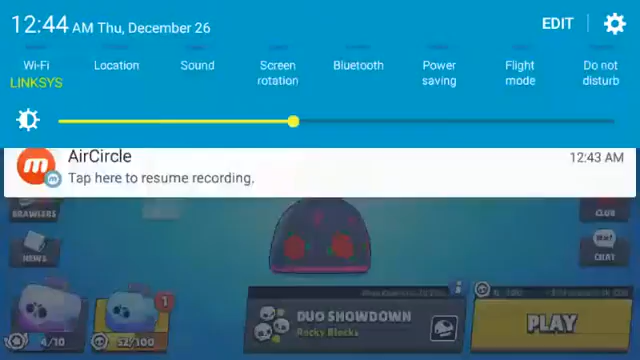 12:44 AM Thu, December 26
EDIT
Wi-Fi
LINKSYS
Location
Sound
Screen rotation
Bluetooth
Power saving
Flight mode
Do not disturb
AirCircle
12:43 AM
Tap here to resume recording.
BRAWLERS
CLUB
NEWS
CHAT
1
4/10
52/100
DUO SHOWDOWN
Rocky Blocks
PLAY